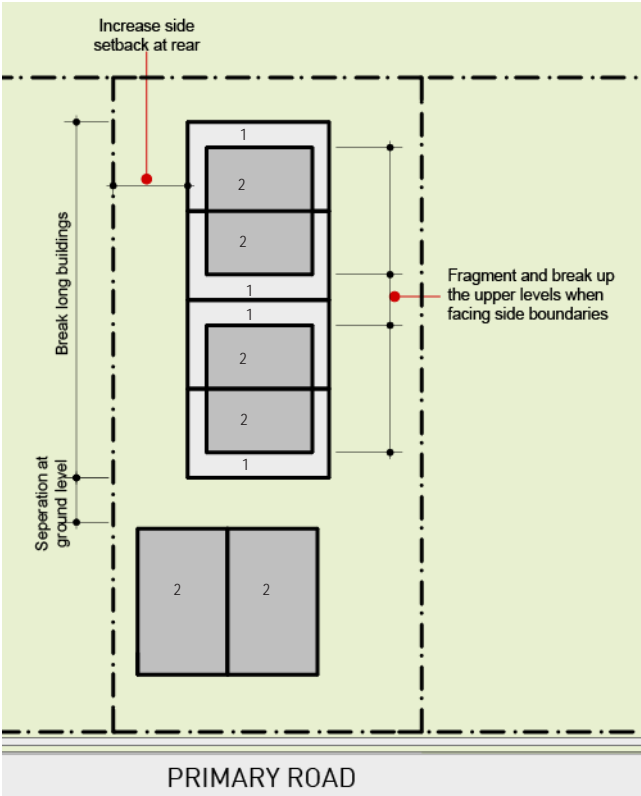 Increase side
setback at rear
1
2
2
1
1
2
2
1
Break long buildings
Fragment and break up
the upper levels when
facing side boundaries
Seperation at
ground level
2 2
PRIMARY ROAD